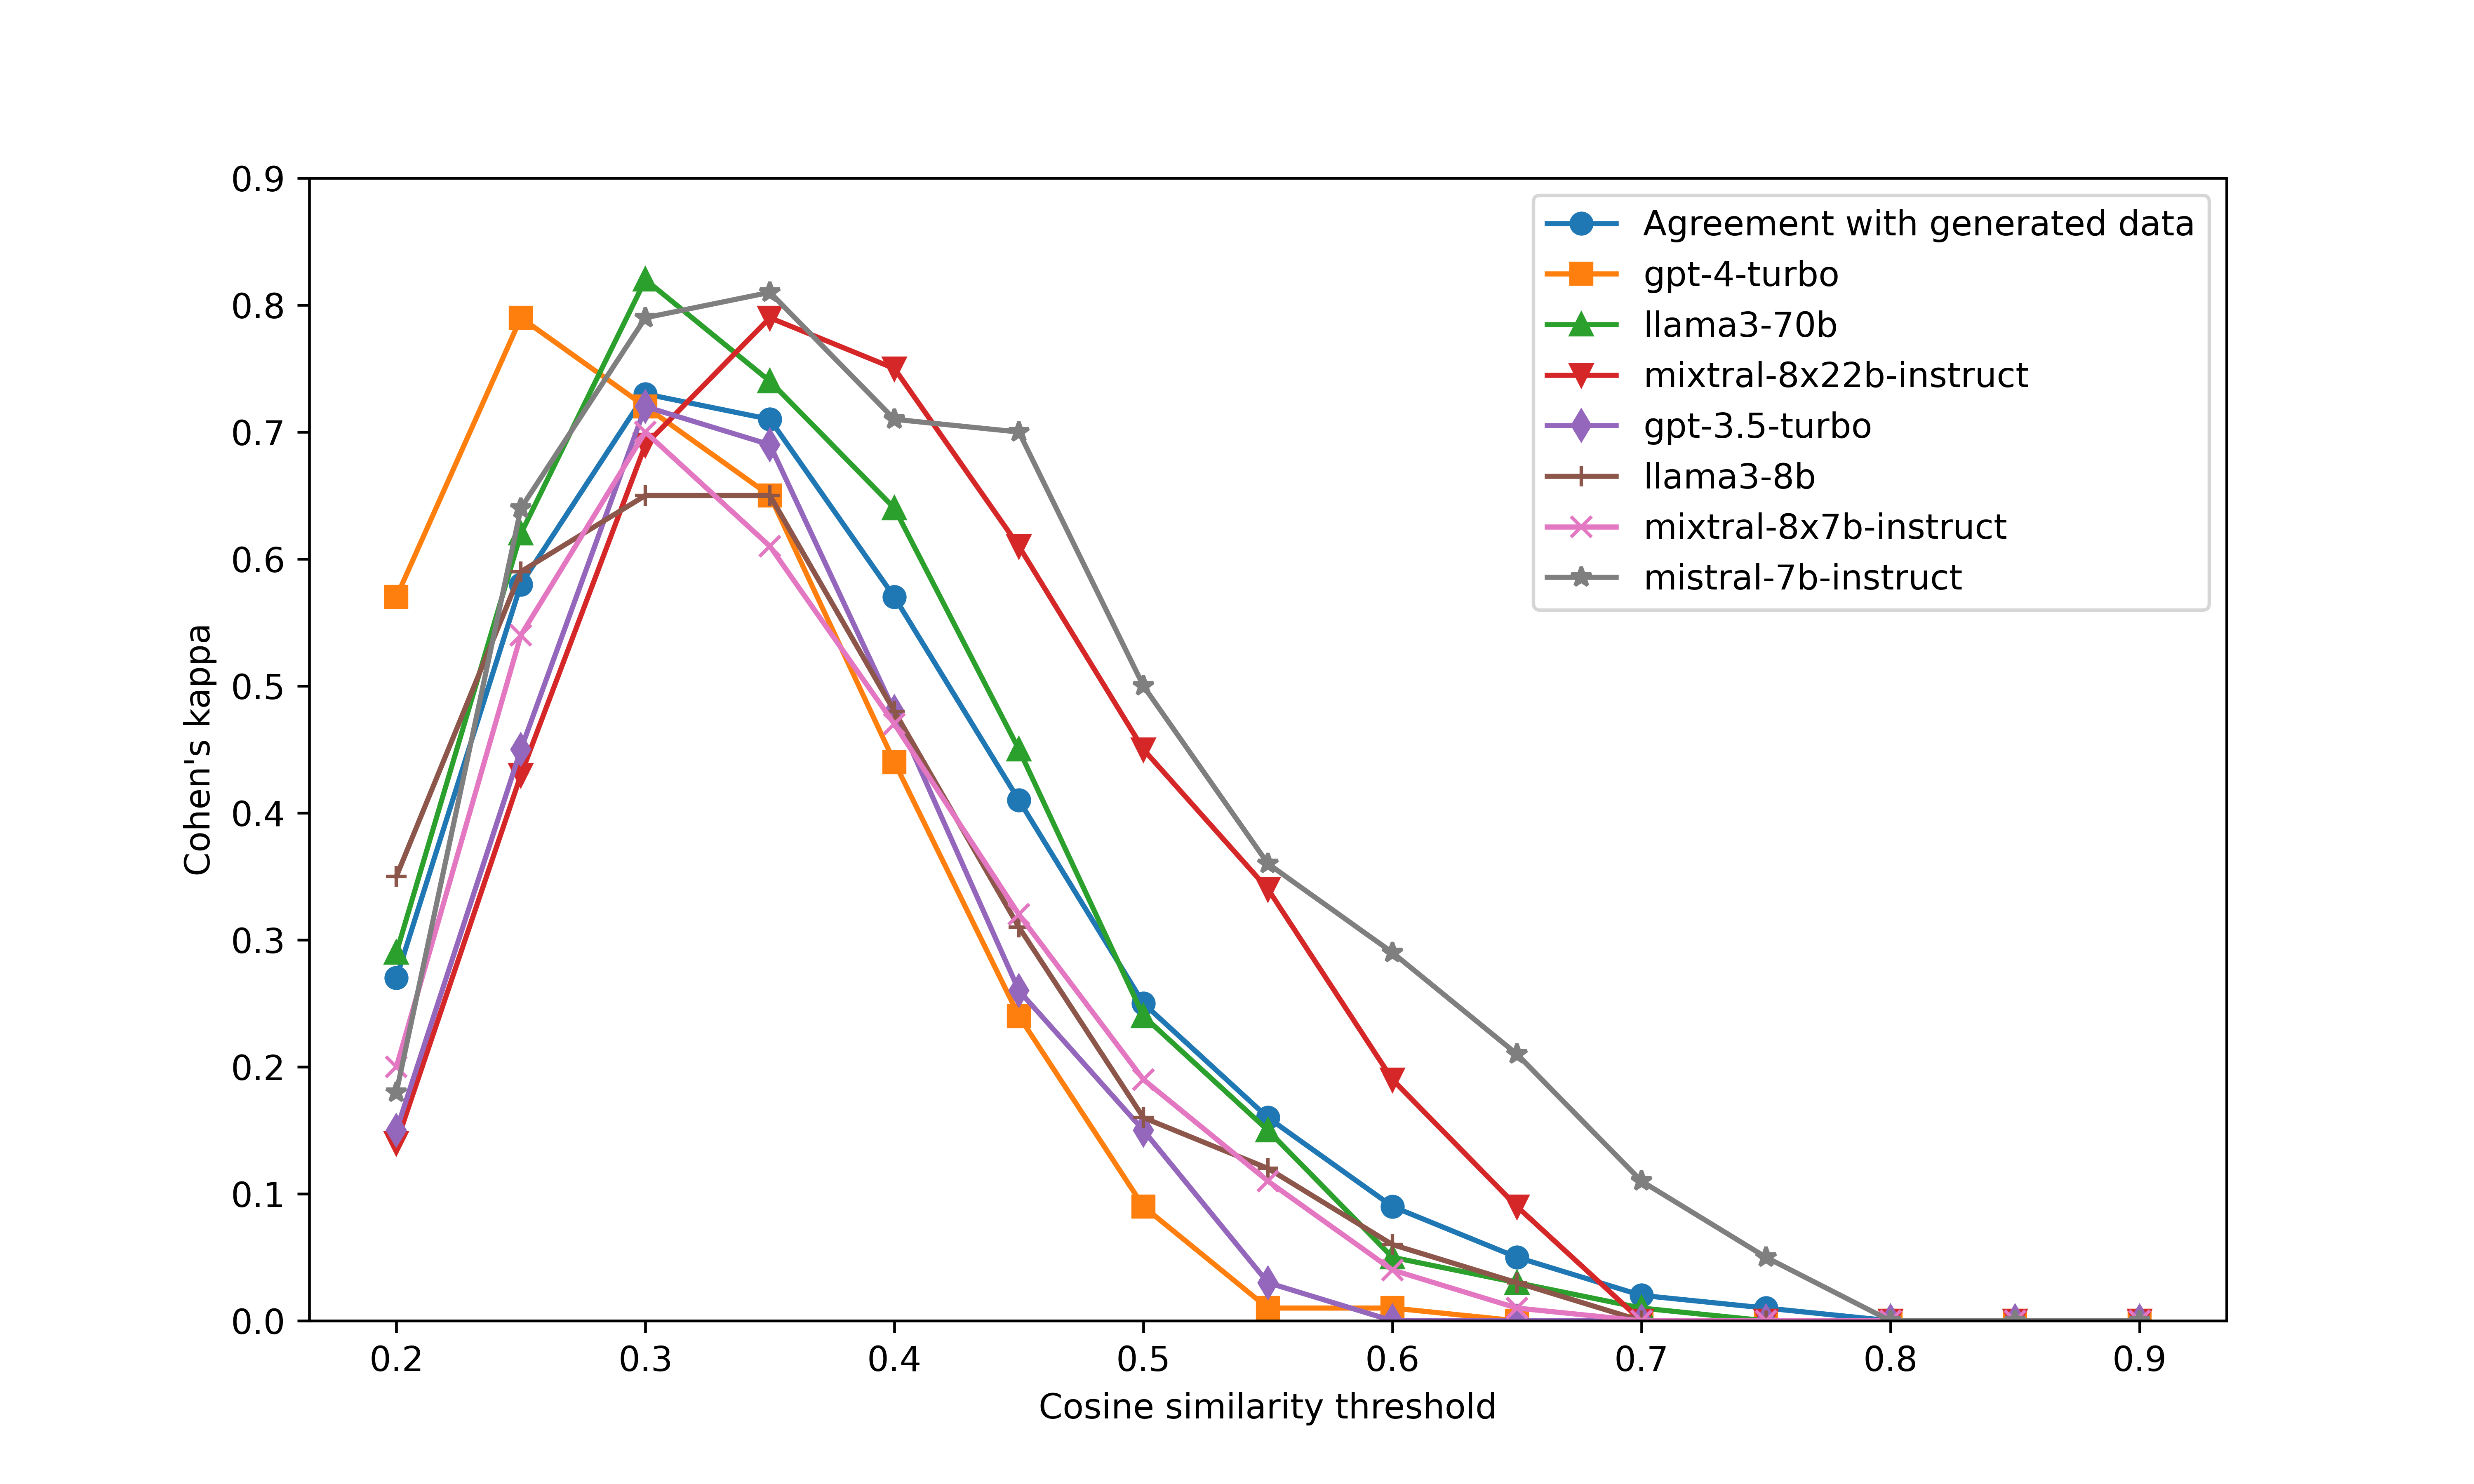 0.9
0.8
0.7
0.6
0.5
0.4
0.3
0.2
0.1
0.0
Cohen's kappa
Agreement with generated data
gpt-4-turbo
llama3-70b
mixtral-8x22b-instruct
gpt-3.5-turbo
llama3-8b
mixtral-8x7b-instruct
mistral-7b-instruct
0.2 0.3 0.4 0.5 0.6 0.7 0.8 0.9
Cosine similarity threshold